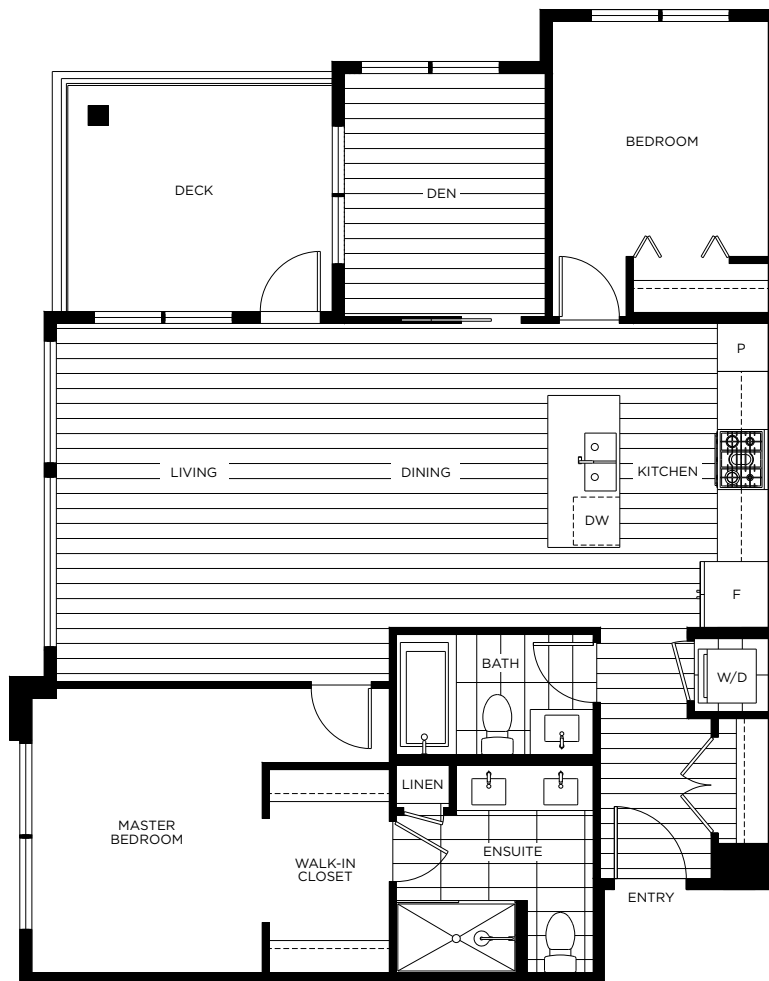 BEDROOM
DECK
DEN
P
LIVING
DINING
KITCHEN
DW
F
BATH
W/D
LINEN
MASTER
BEDROOM
ENSUITE
WALK-IN
CLOSET
ENTRY